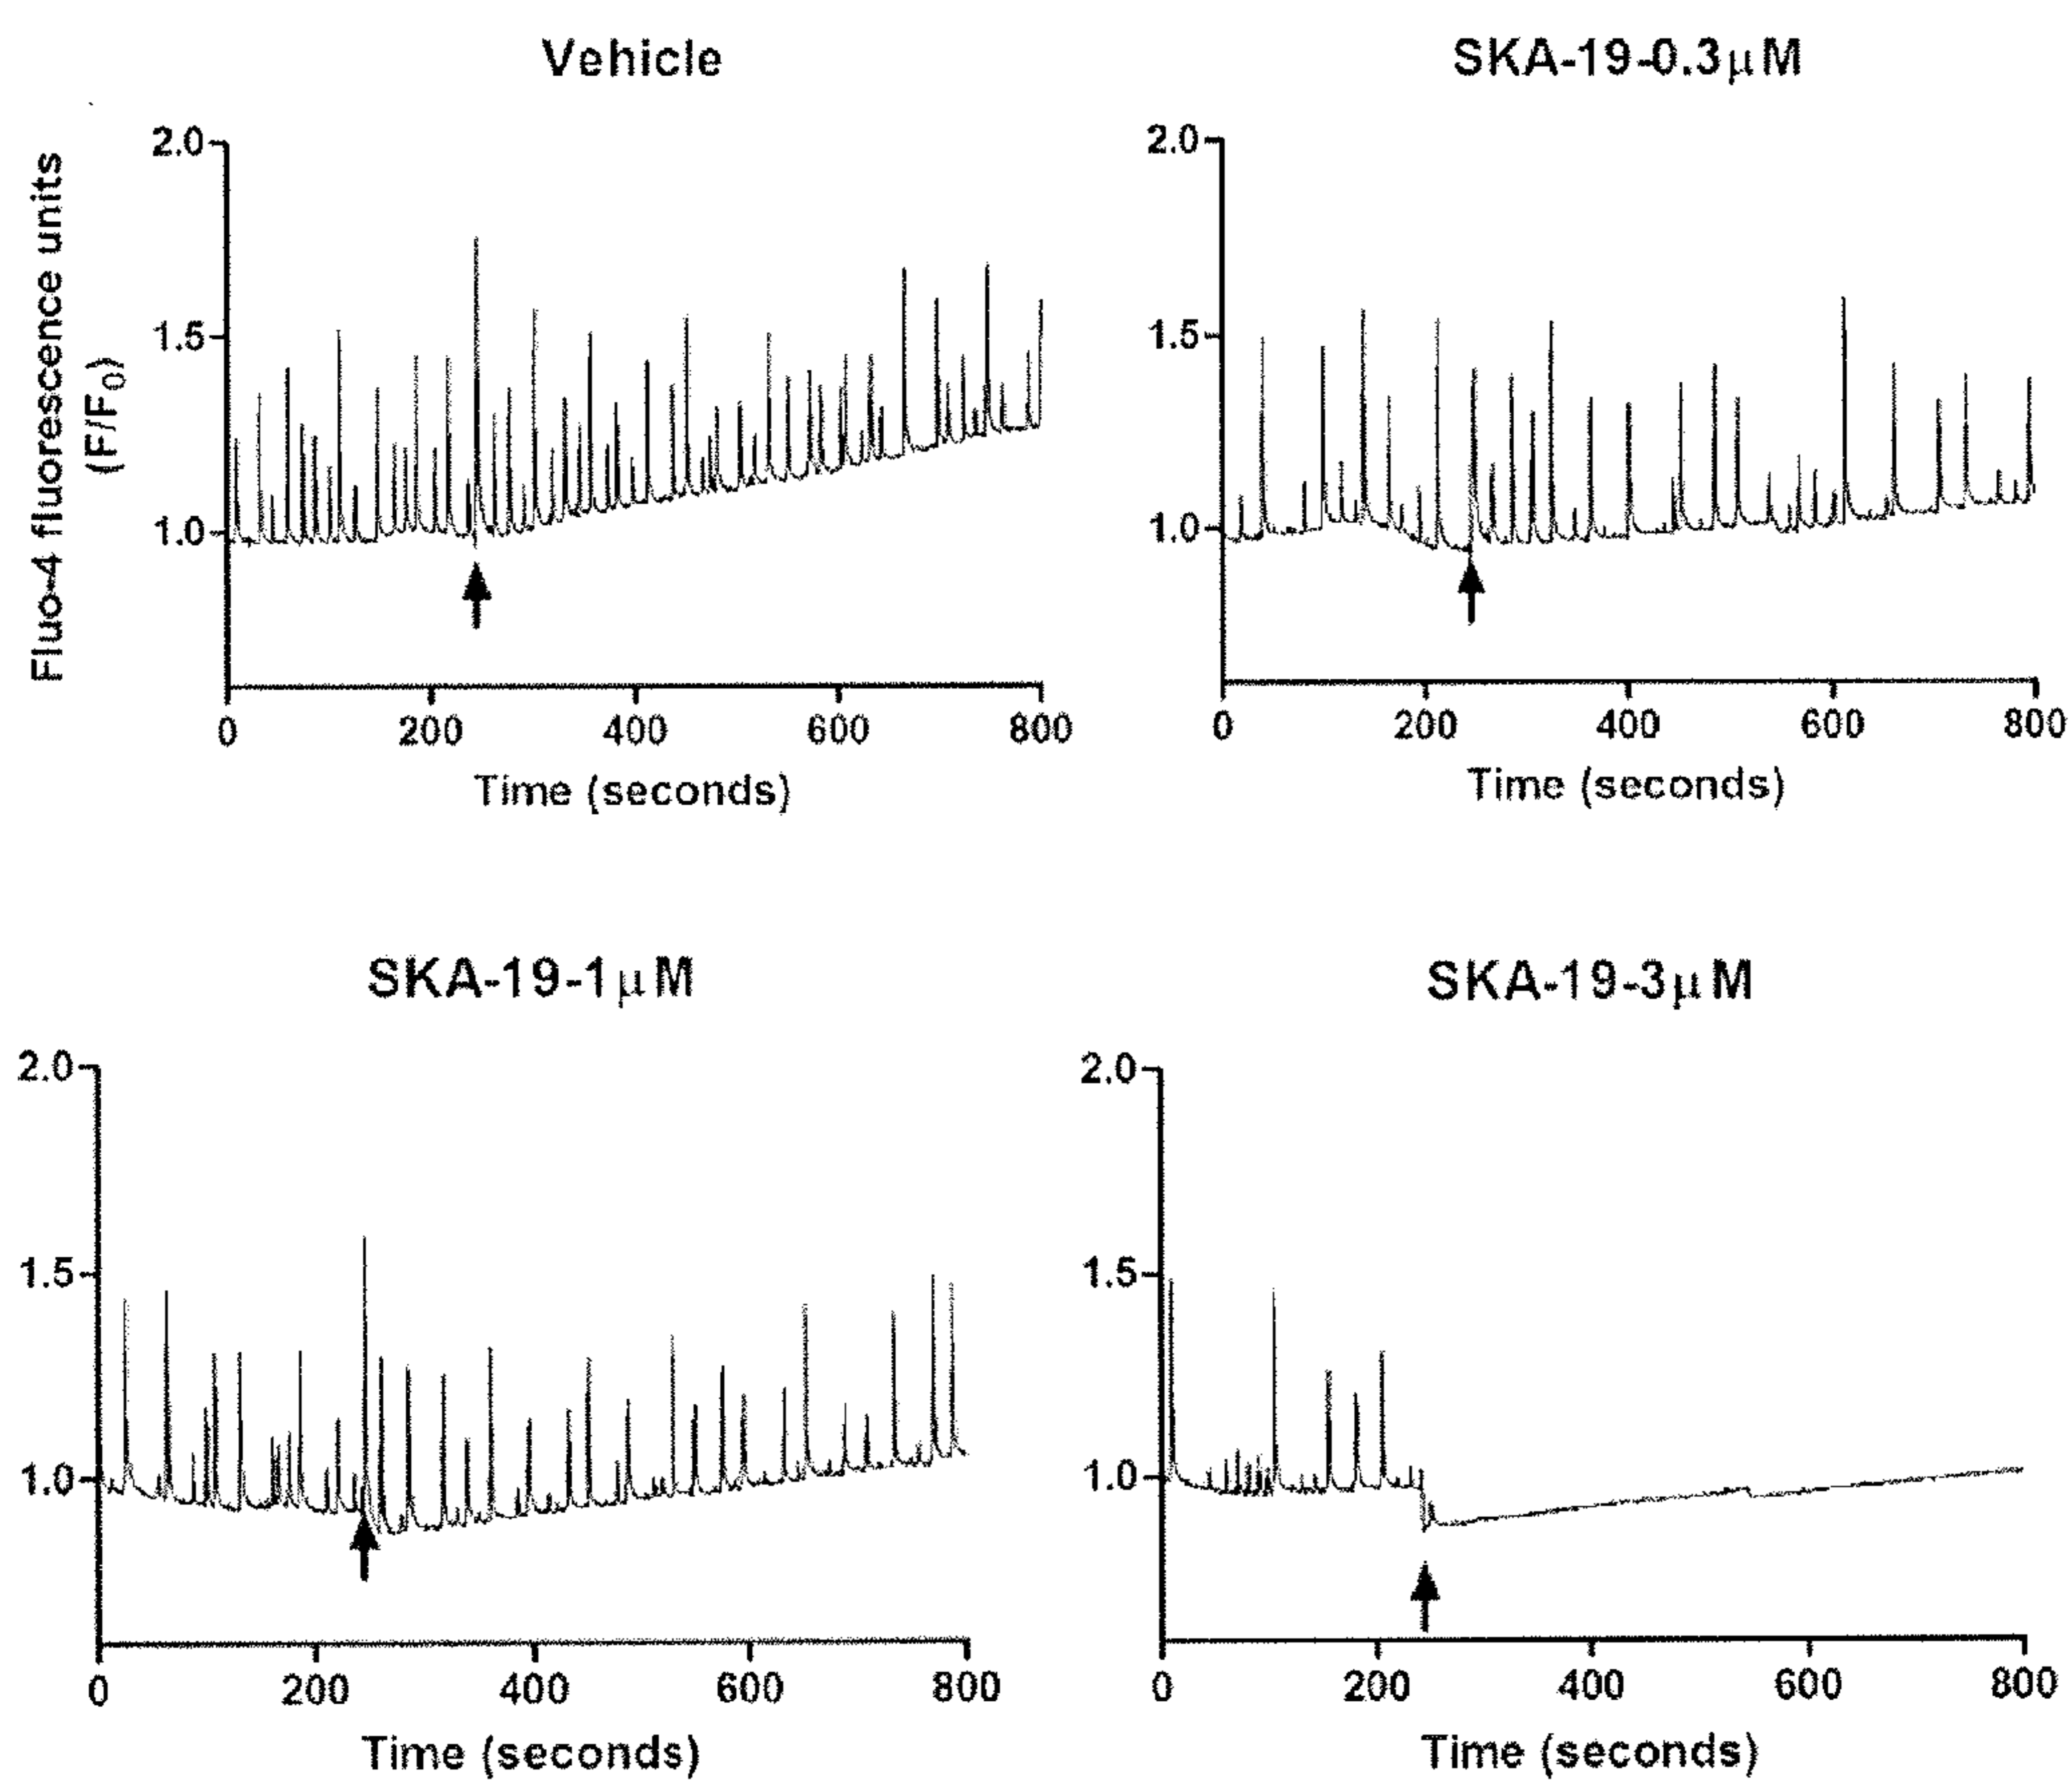 Vehicle
Fluo-4 fluorescence units
(F/F0)
2.0
1.5
1.0
0 200 400 600 800
Time (seconds)
SKA-19-0.3μM
2.0
1.5
1.0
0 200 400 600 800
Time (seconds)
SKA-19-1μM
2.0
1.5
1.0
0 200 400 600 800
Time (seconds)
SKA-19-3μM
2.0
1.5
1.0
0 200 400 600 800
Time (seconds)